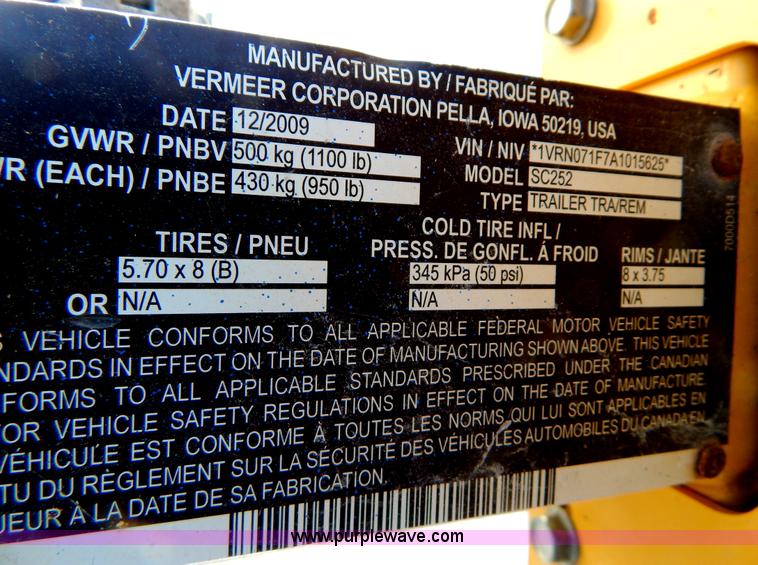 MANUFACTURED BY / FABRIQUÉ PAR:
VERMEER CORPORATION PELLA, IOWA 50219, USA
DATE 12/2009
GVWR / PNBV 500 kg (1100 lb)
WR (EACH) / PNBE 430 kg (950 lb)
VIN / NIV *1VRN071F7A1015625*
MODEL SC252
TYPE TRAILER TRA/REM
7000D514
TIRES / PNEU
5.70 x 8 (B)
OR N/A
COLD TIRE INFL /
PRESS. DE GONFL. Á FROID
345 kPa (50 psi)
N/A
RIMS / JANTE
8 x 3.75
N/A
S VEHICLE CONFORMS TO ALL APPLICABLE FEDERAL MOTOR VEHICLE SAFETY
NDARDS IN EFFECT ON THE DATE OF MANUFACTURING SHOWN ABOVE. THIS VEHICLE
FORMS TO ALL APPLICABLE STANDARDS PRESCRIBED UNDER THE CANADIAN
OR VEHICLE SAFETY REGULATIONS IN EFFECT ON THE DATE OF MANUFACTURE.
VÉHICULE EST CONFORME À TOUTES LES NORMS QUI LUI SONT APPLICABLES EN
TU DU RÈGLEMENT SUR LA SÉCURITÉ DES VÉHICULES AUTOMOBILES DU CANADA EN
UEUR À LA DATE DE SA FABRICATION.
www.purplewave.com